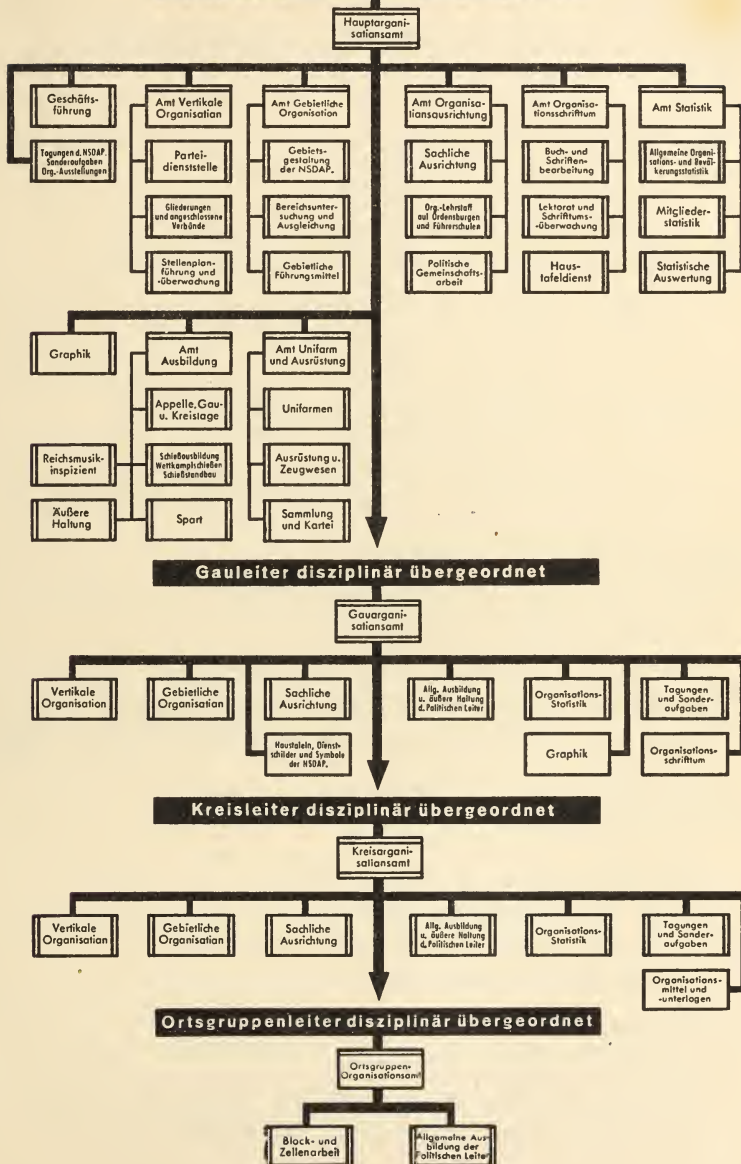 Hauptorgani-
sationsamt
Geschäfts-
führung
Amt Vertikale
Organisation
Amt Gebietliche
Organisation
Amt Organisa-
tionsausrichtung
Amt Organisa-
tionsschrifttum
Amt Statistik
Tagungen d. NSDAP.
Sonderaufgaben
Org.-Ausstellungen
Partei-
dienststelle
Gebiets-
gestaltung
der NSDAP.
Sachliche
Ausrichtung
Buch- und
Schriften-
bearbeitung
Allgemeine Organi-
sations- und Bevöl-
kerungsstatistik
Gliederungen
und angeschlossene
Verbände
Bereichsunter-
suchung und
Ausgleichung
Org.-Lehrstaff
auf Ordensburgen
und Führerschulen
Lektorat und
Schrifttums-
-überwachung
Mitglieder-
statistik
Stellenplan-
führung und
-überwachung
Gebietliche
Führungsmittel
Politische
Gemeinschafts-
arbeit
Haus-
tafeldienst
Statistische
Auswertung
Graphik
Amt
Ausbildung
Amt Uniform
und Ausrüstung
Appelle, Gau-
u. Kreistage
Uniformen
Reichsmusik-
inspizient
Schießausbildung
Wettkampfschießen
Schießstandbau
Ausrüstung u.
Zeugwesen
Äußere
Haltung
Sport
Sammlung
und Kartei
Gauleiter disziplinär übergeordnet
Gauorgani-
sationsamt
Vertikale
Organisation
Gebietliche
Organisation
Sachliche
Ausrichtung
Allg. Ausbildung
u. äußere Haltung
d. Politischen Leiter
Organisations-
Statistik
Tagungen
und Sonder-
aufgaben
Haustafeln, Dienst-
schilder und Symbole
der NSDAP.
Graphik
Organisations-
schrifttum
Kreisleiter disziplinär übergeordnet
Kreisorgani-
sationsamt
Vertikale
Organisation
Gebietliche
Organisation
Sachliche
Ausrichtung
Allg. Ausbildung
u. äußere Haltung
d. Politischen Leiter
Organisations-
Statistik
Tagungen
und Sonder-
aufgaben
Organisations-
mittel und
-unterlagen
Ortsgruppenleiter disziplinär übergeordnet
Ortsgruppen-
Organisationsamt
Block- und
Zellenarbeit
Allgemeine Aus-
bildung der
Politischen Leiter